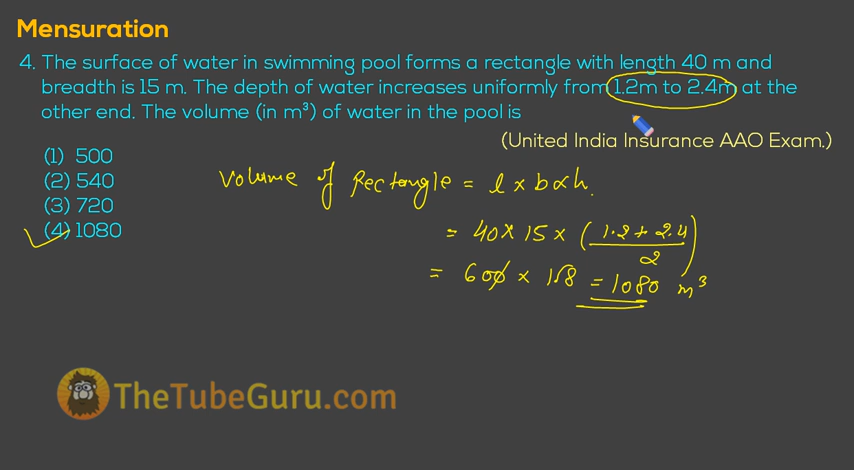 Mensuration
4. The surface of water in swimming pool forms a rectangle with length 40 m and
breadth is 15 m. The depth of water increases uniformly from 1.2m to 2.4m at the
other end. The volume (in m³) of water in the pool is
(United India Insurance AAO Exam.)
(1) 500
(2) 540
(3) 720
(4) 1080
Volume of Rectangle = l x b x h.
= 40 x 15 x (1.2 + 2.4 / 2)
= 600 x 1.8 = 1080 m³
TheTubeGuru.com